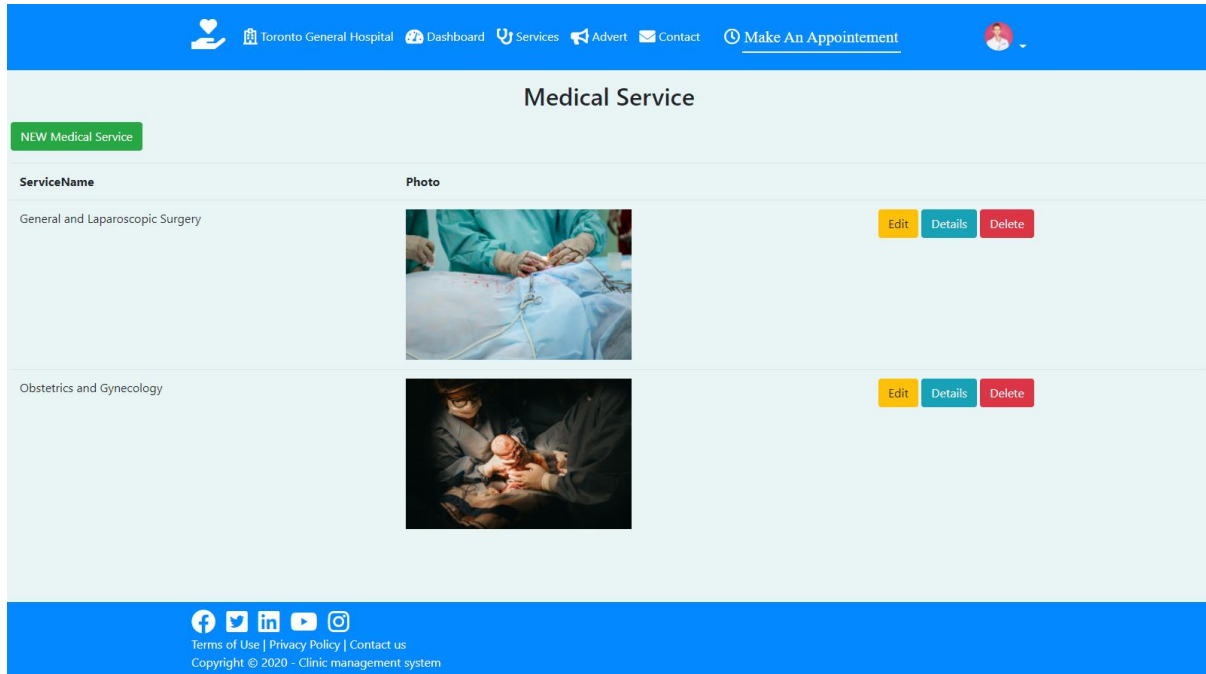 Toronto General Hospital Dashboard Services Advert Contact Make An Appointement
Medical Service
NEW Medical Service
ServiceName Photo
General and Laparoscopic Surgery Edit Details Delete
Obstetrics and Gynecology Edit Details Delete
Terms of Use | Privacy Policy | Contact us
Copyright © 2020 - Clinic management system